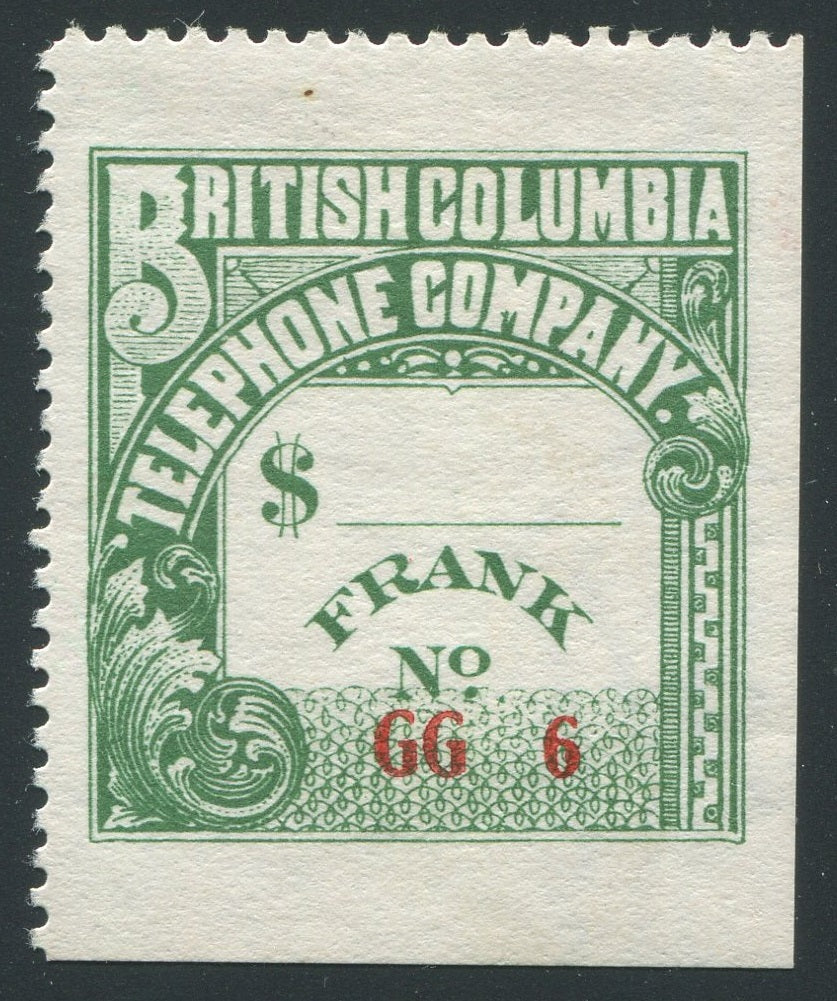 BRITISH COLUMBIA
TELEPHONE COMPANY.
$
FRANK
No
GG 6